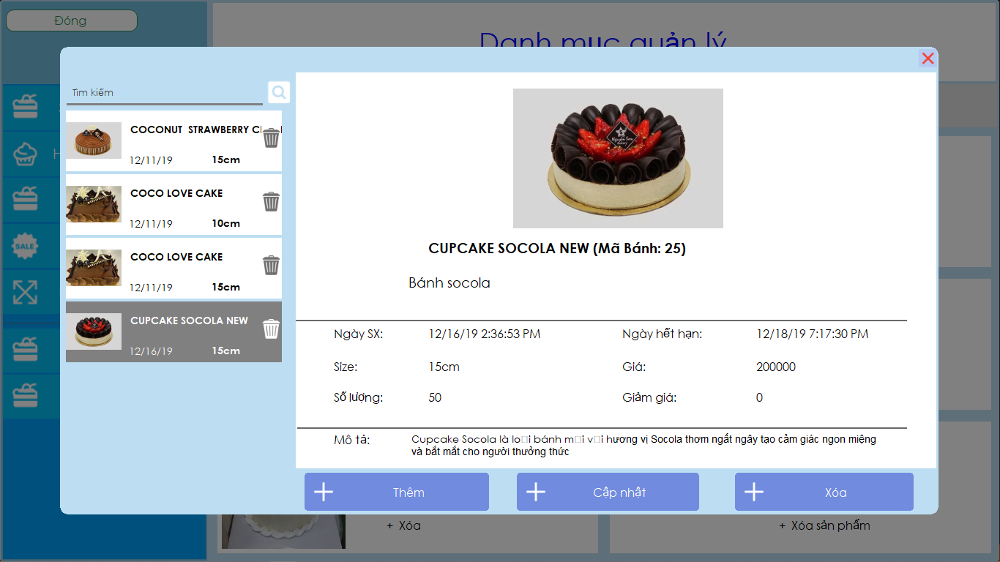 Đóng
Danh mục quản lý
Tìm kiếm
COCONUT STRAWBERRY
12/11/19 15cm
COCO LOVE CAKE
12/11/19 10cm
COCO LOVE CAKE
12/11/19 15cm
CUPCAKE SOCOLA NEW
12/16/19 15cm
SALE
Nguyễn Sơn
Bakery
CUPCAKE SOCOLA NEW (Mã Bánh: 25)
Bánh socola
Ngày SX: 12/16/19 2:36:53 PM Ngày hết hạn: 12/18/19 7:17:30 PM
Size: 15cm Giá: 200000
Số lượng: 50 Giảm giá: 0
Mô tả: Cupcake Socola là lo□i bánh m□i v□i hương vị Socola thơm ngất ngây tạo cảm giác ngon miệng
và bắt mắt cho người thưởng thức
Thêm Cập nhật Xóa
+ Xóa + Xóa sản phẩm